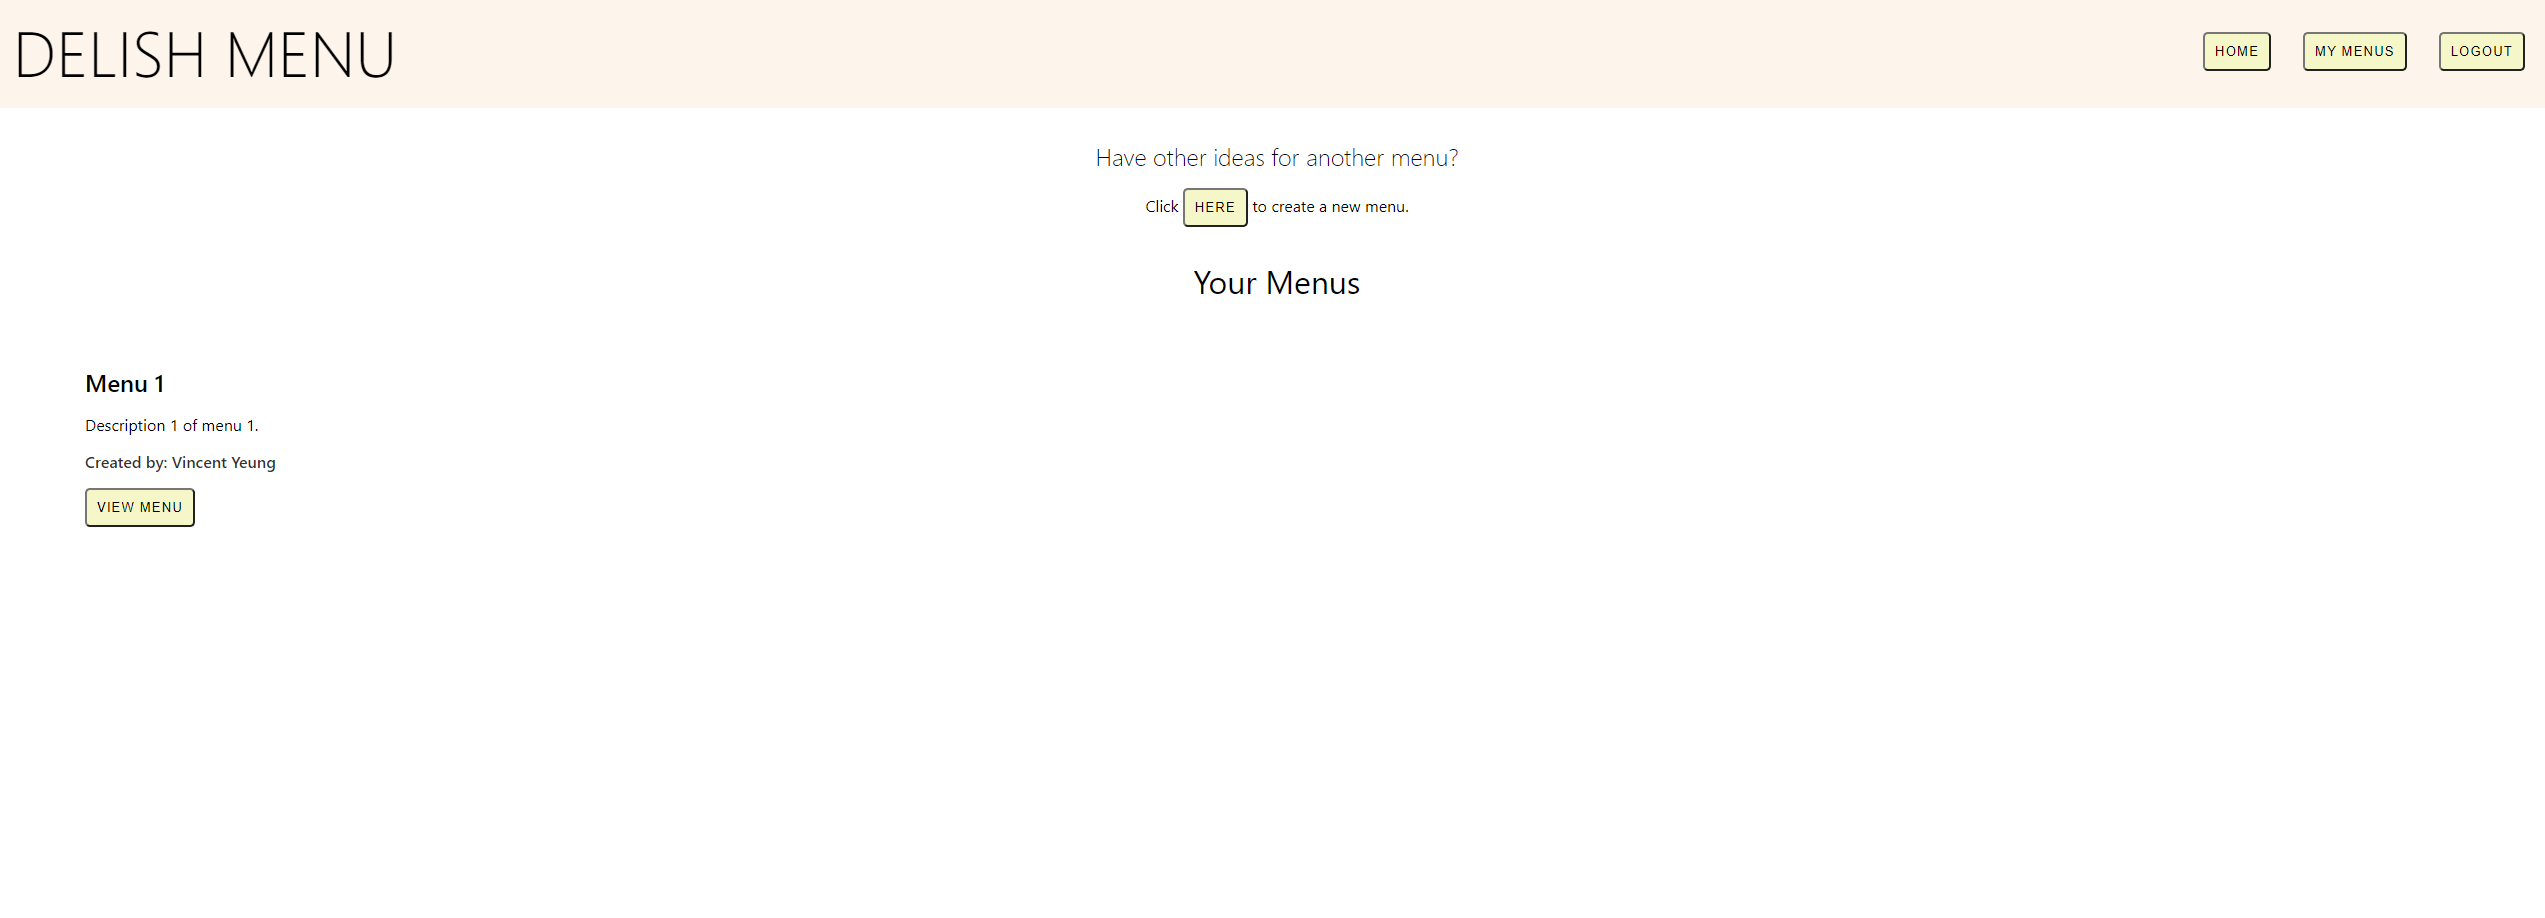 DELISH MENU
HOME MY MENUS LOGOUT
Have other ideas for another menu?
Click HERE to create a new menu.
Your Menus
Menu 1
Description 1 of menu 1.
Created by: Vincent Yeung
VIEW MENU